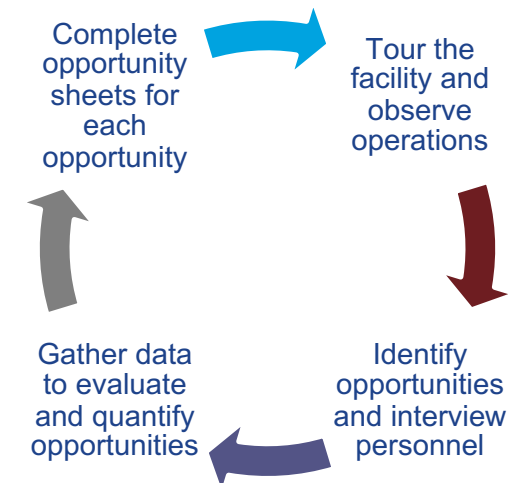 Complete
opportunity
sheets for
each
opportunity
Tour the
facility and
observe
operations
Identify
opportunities
and interview
personnel
Gather data
to evaluate
and quantify
opportunities